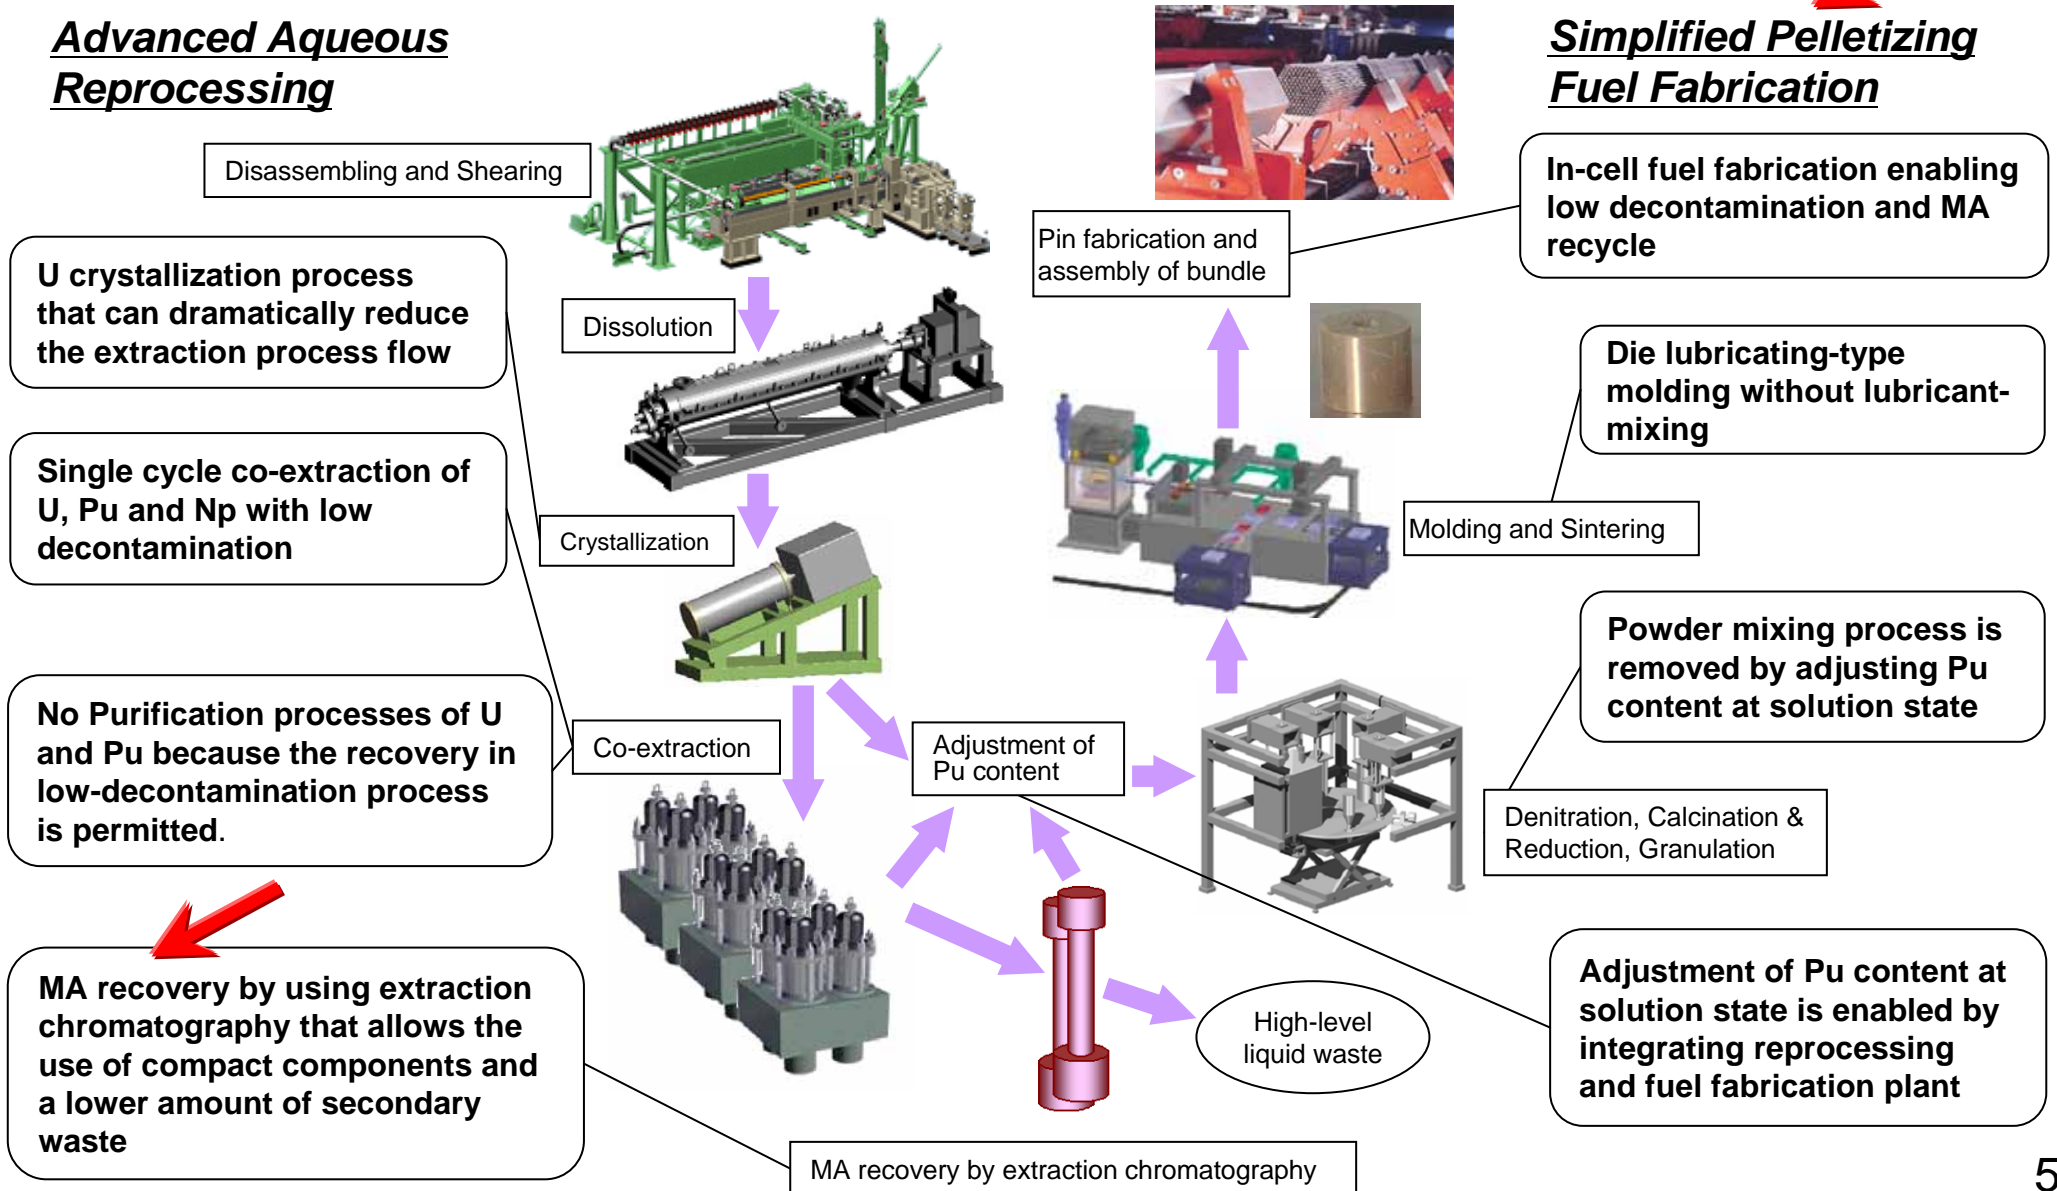 Advanced Aqueous
Reprocessing
Disassembling and Shearing
U crystallization process
that can dramatically reduce
the extraction process flow
Dissolution
Single cycle co-extraction of
U, Pu and Np with low
decontamination
Crystallization
No Purification processes of U
and Pu because the recovery in
low-decontamination process
is permitted.
Co-extraction
Adjustment of
Pu content
MA recovery by using extraction
chromatography that allows the
use of compact components and
a lower amount of secondary
waste
High-level
liquid waste
MA recovery by extraction chromatography
Simplified Pelletizing
Fuel Fabrication
In-cell fuel fabrication enabling
low decontamination and MA
recycle
Pin fabrication and
assembly of bundle
Die lubricating-type
molding without lubricant-
mixing
Molding and Sintering
Powder mixing process is
removed by adjusting Pu
content at solution state
Denitration, Calcination &
Reduction, Granulation
Adjustment of Pu content at
solution state is enabled by
integrating reprocessing
and fuel fabrication plant
5